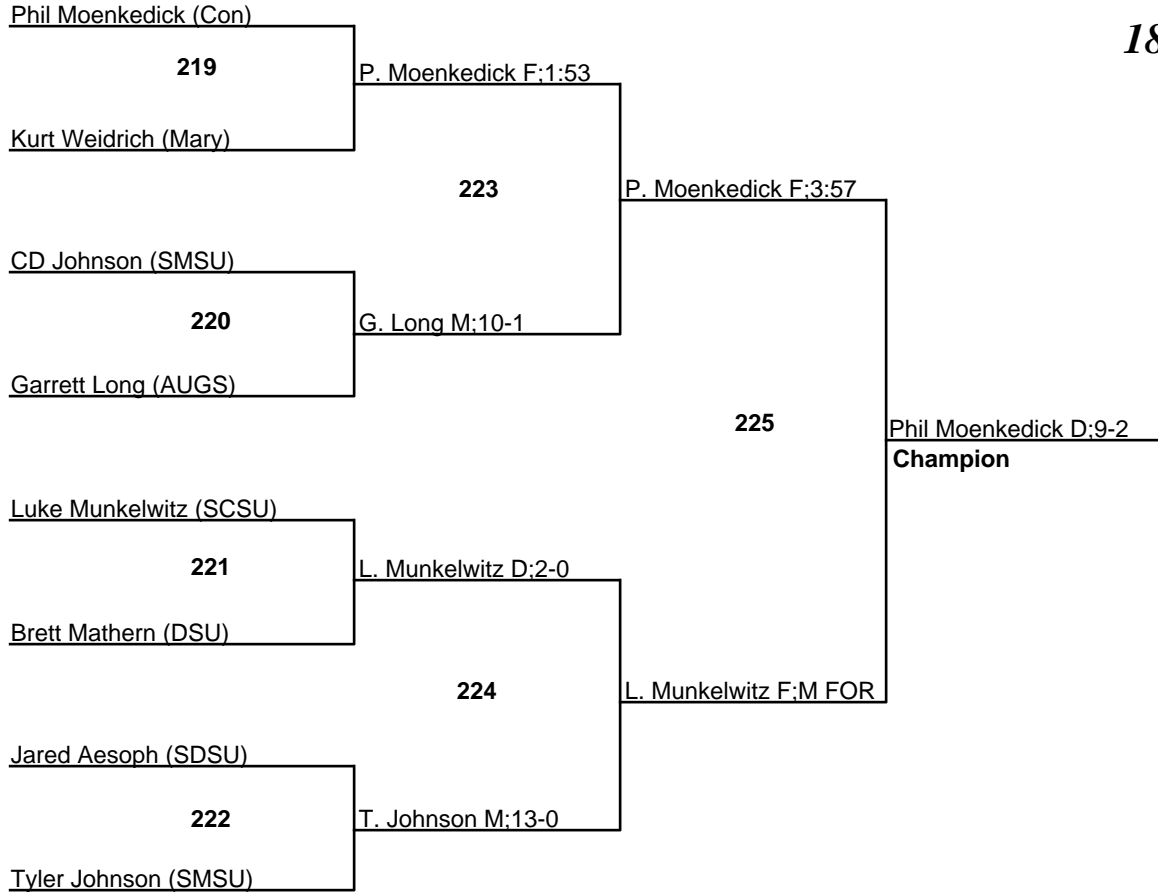 Phil Moenkedick (Con)
18
219
P. Moenkedick F;1:53
Kurt Weidrich (Mary)
223
P. Moenkedick F;3:57
CD Johnson (SMSU)
220
G. Long M;10-1
Garrett Long (AUGS)
225
Phil Moenkedick D;9-2
Champion
Luke Munkelwitz (SCSU)
221
L. Munkelwitz D;2-0
Brett Mathern (DSU)
224
L. Munkelwitz F;M FOR
Jared Aesoph (SDSU)
222
T. Johnson M;13-0
Tyler Johnson (SMSU)